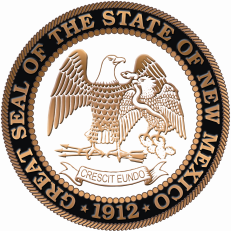 GREAT SEAL OF THE STATE OF NEW MEXICO
CRESCIT EUNDO
1912